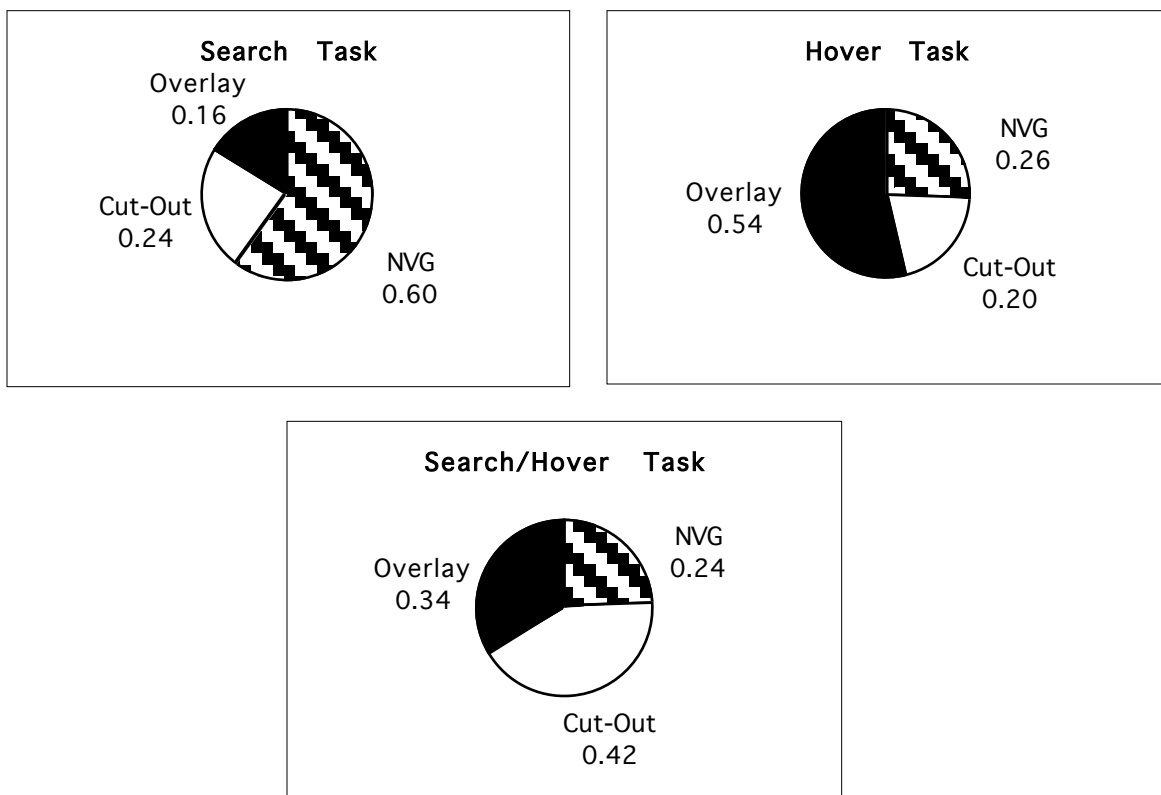 Search Task
Overlay
0.16
Cut-Out
0.24
NVG
0.60
Hover Task
NVG
0.26
Overlay
0.54
Cut-Out
0.20
Search/Hover Task
NVG
0.24
Overlay
0.34
Cut-Out
0.42